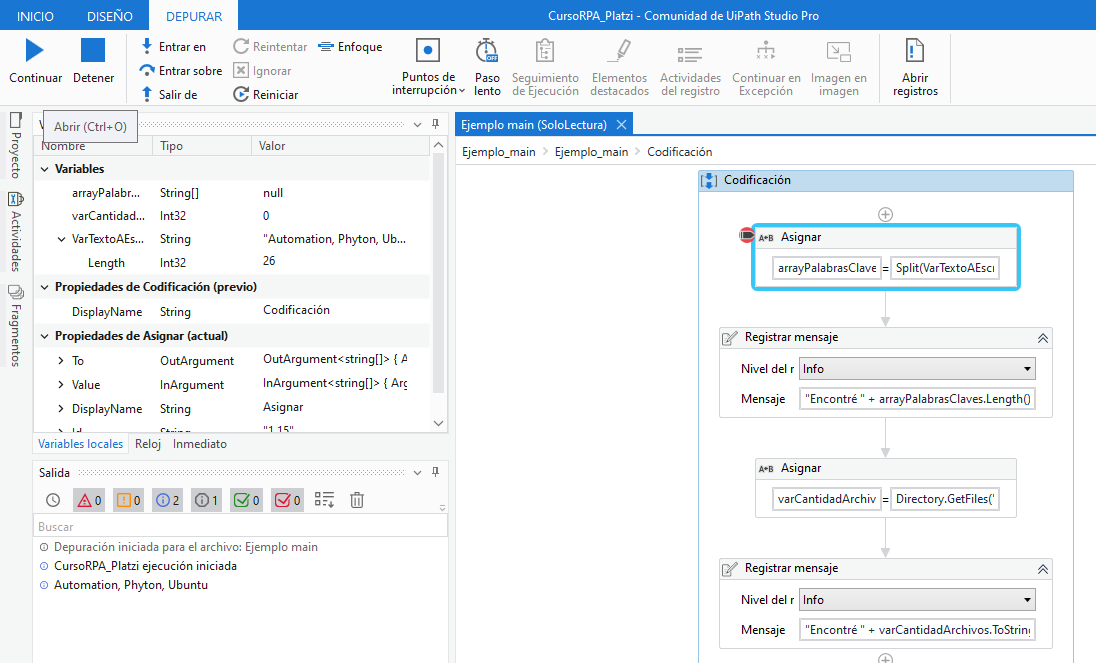 INICIO DISEÑO DEPURAR CursoRPA_Platzi - Comunidad de UiPath Studio Pro
Continuar
Detener
Entrar en
Entrar sobre
Salir de
Reintentar
Ignorar
Reiniciar
Enfoque
Puntos de
interrupción
Paso
lento
OFF
Seguimiento
de Ejecución
Elementos
destacados
Actividades
del registro
Continuar en
Excepción
Imagen en
imagen
Abrir
registros
Proyecto
Actividades
Fragmentos
Abrir (Ctrl+O)
Nombre Tipo Valor
Variables
arrayPalabr... String[] null
varCantidad... Int32 0
VarTextoAEs... String "Automation, Phyton, Ub...
Length Int32 26
Propiedades de Codificación (previo)
DisplayName String Codificación
Propiedades de Asignar (actual)
To OutArgument OutArgument<string[]> { A
Value InArgument InArgument<string[]> { Arg
DisplayName String Asignar
Id String "1.15"
Variables locales Reloj Inmediato
Salida
0 0 2 1 0 0
Buscar
Depuración iniciada para el archivo: Ejemplo main
CursoRPA_Platzi ejecución iniciada
Automation, Phyton, Ubuntu
Ejemplo main (SoloLectura)
Ejemplo_main Ejemplo_main Codificación
Codificación
A+B Asignar
arrayPalabrasClave = Split(VarTextoAEscr
Registrar mensaje
Nivel del r Info
Mensaje "Encontré " + arrayPalabrasClaves.Length()
A+B Asignar
varCantidadArchiv = Directory.GetFiles("
Registrar mensaje
Nivel del r Info
Mensaje "Encontré " + varCantidadArchivos.ToString